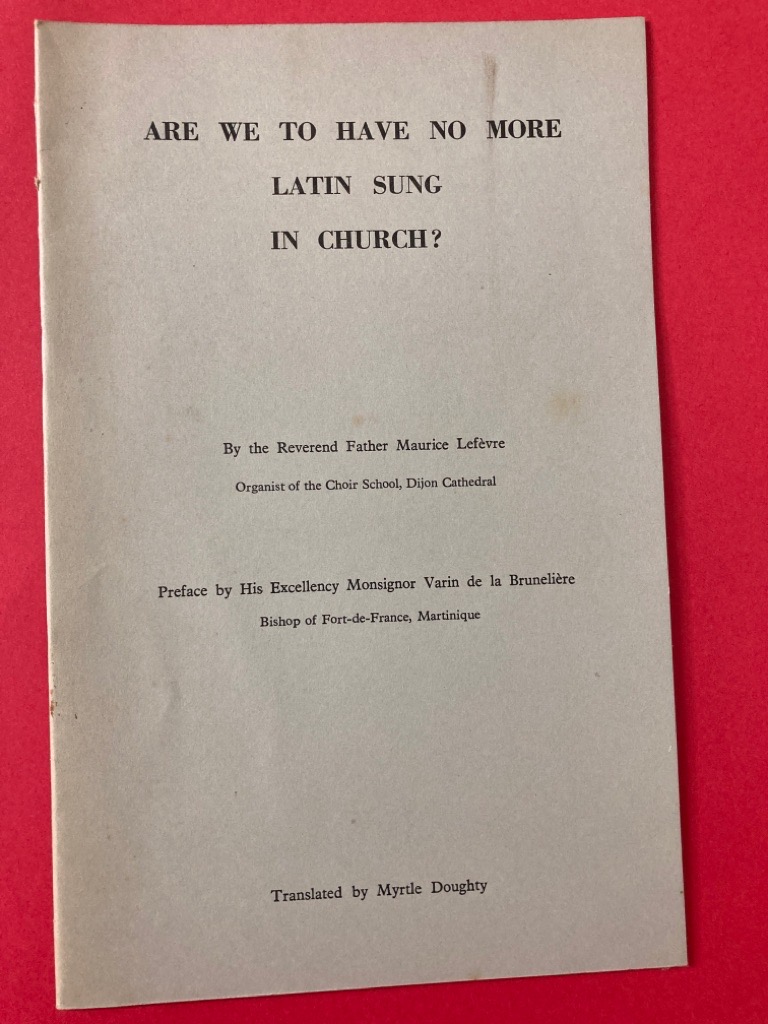 ARE WE TO HAVE NO MORE
LATIN SUNG
IN CHURCH?
By the Reverend Father Maurice Lefèvre
Organist of the Choir School, Dijon Cathedral
Preface by His Excellency Monsignor Varin de la Brunelière
Bishop of Fort-de-France, Martinique
Translated by Myrtle Doughty